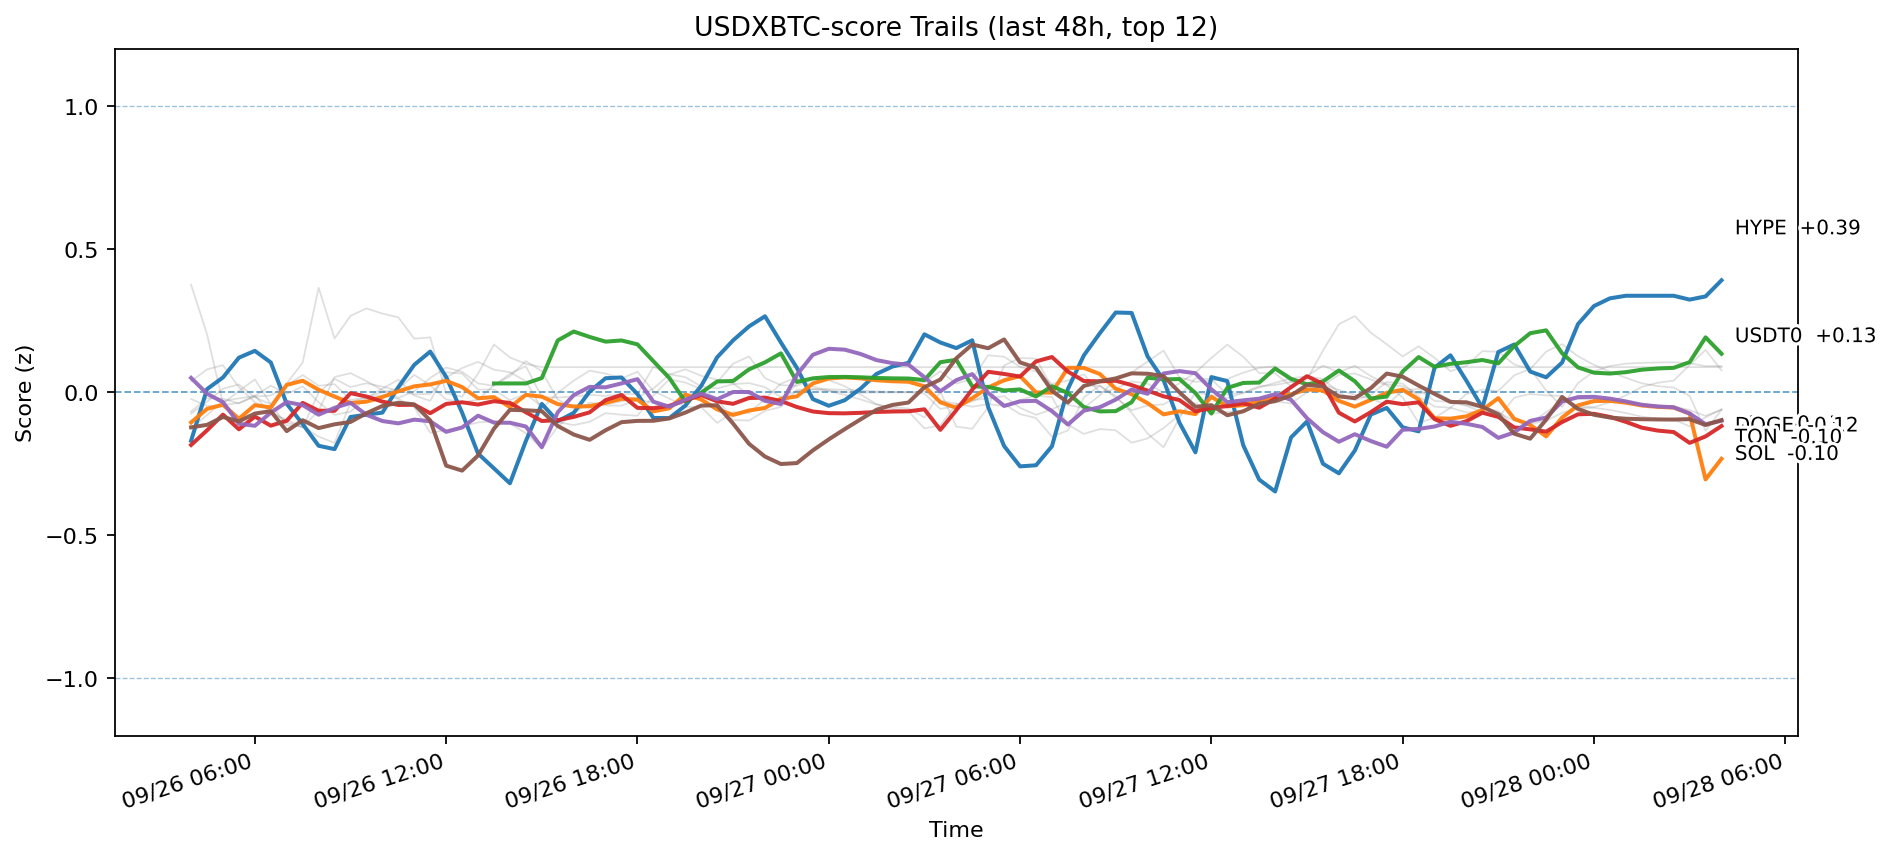 USDXBTC-score Trails (last 48h, top 12)
Score (z)
1.0
0.5
0.0
−0.5
−1.0
HYPE +0.39
USDT0 +0.13
DOGE -0.12
TON -0.10
SOL -0.10
09/26 06:00
09/26 12:00
09/26 18:00
09/27 00:00
09/27 06:00
09/27 12:00
09/27 18:00
09/28 00:00
09/28 06:00
Time